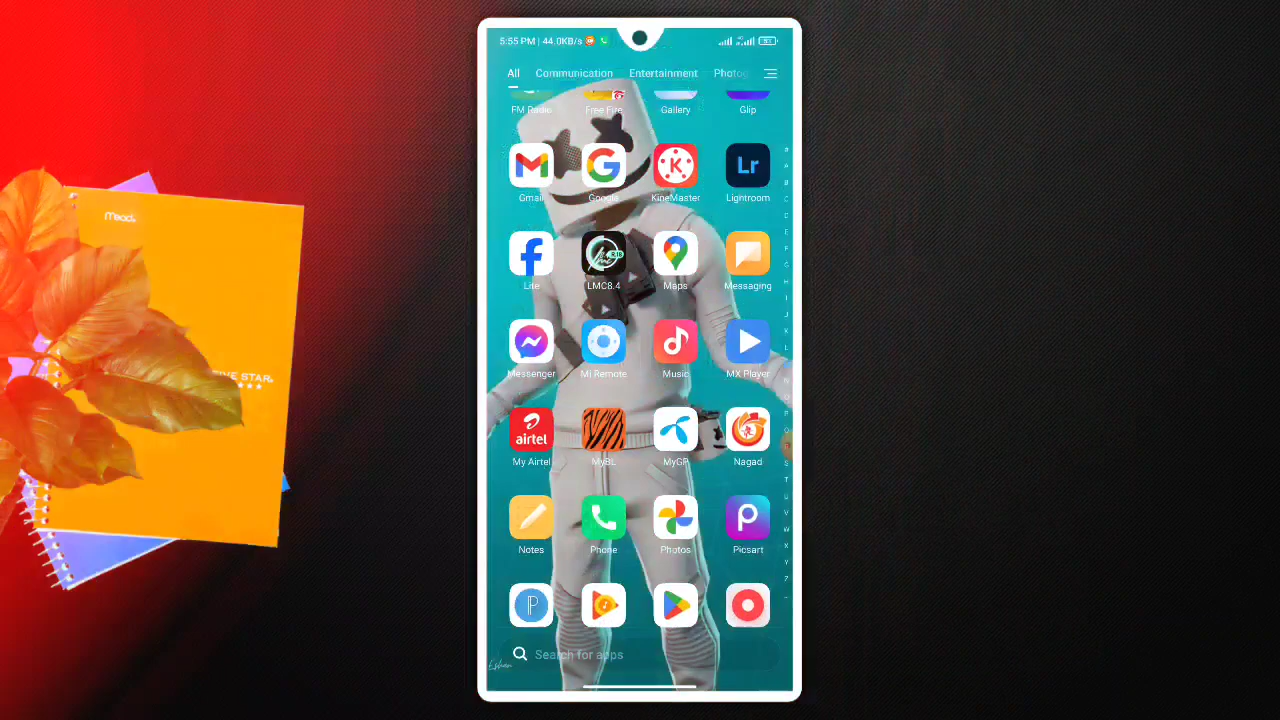 5:55 PM | 44.0KB/s
All Communication Entertainment Photog
FM Radio Free Fire Gallery Glip
Gmail Google KineMaster Lightroom
Lr
K
Lite LMC8.4 Maps Messaging
Messenger Mi Remote Music MX Player
airtel
My Airtel MyBL MyGP Nagad
Notes Phone Photos Picsart
Search for apps
Eshan
Mead
FIVE STAR